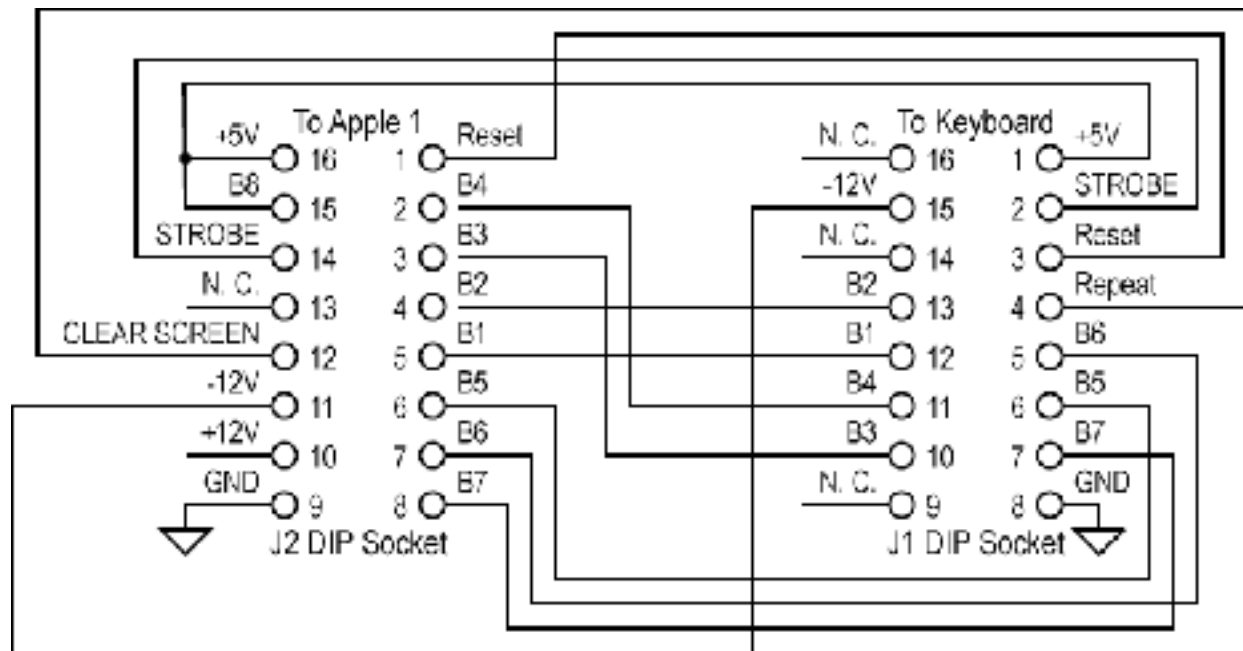 To Apple 1
+5V 16 1 Reset
B8 15 2 B4
STROBE 14 3 B3
N. C. 13 4 B2
CLEAR SCREEN 12 5 B1
-12V 11 6 B5
+12V 10 7 B6
GND 9 8 B7
J2 DIP Socket
To Keyboard
N. C. 16 1 +5V
-12V 15 2 STROBE
N. C. 14 3 Reset
B2 13 4 Repeat
B1 12 5 B6
B4 11 6 B5
B3 10 7 B7
N. C. 9 8 GND
J1 DIP Socket